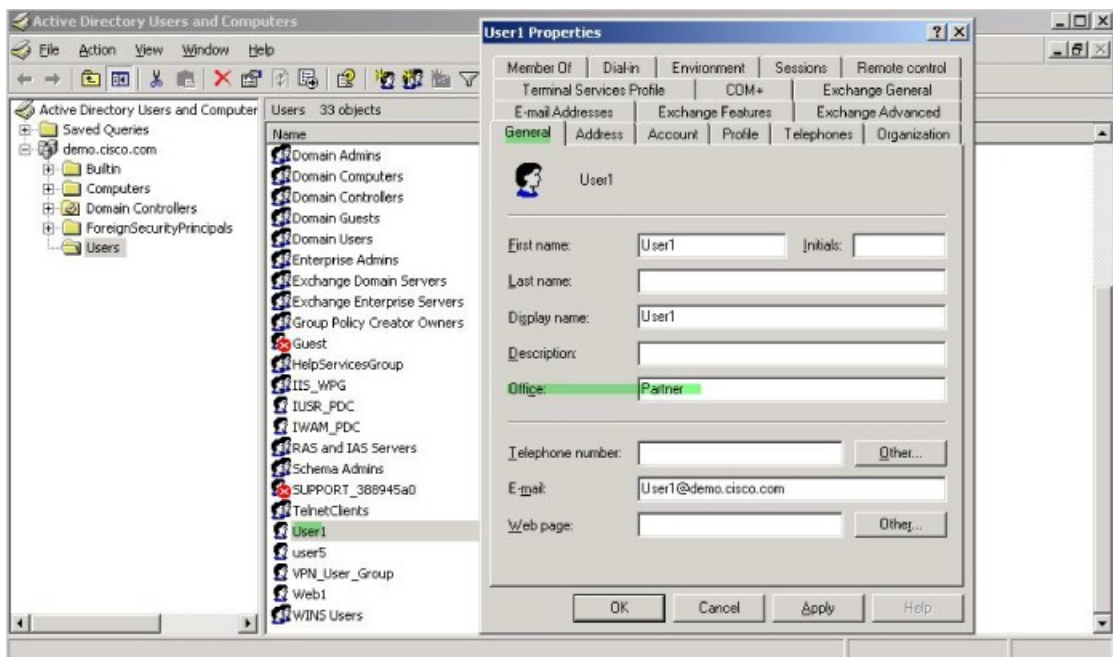 Active Directory Users and Computers
File Action View Window Help
Active Directory Users and Computer
Saved Queries
demo.cisco.com
Builtin
Computers
Domain Controllers
ForeignSecurityPrincipals
Users
Users 33 objects
Name
Domain Admins
Domain Computers
Domain Controllers
Domain Guests
Domain Users
Enterprise Admins
Exchange Domain Servers
Exchange Enterprise Servers
Group Policy Creator Owners
Guest
HelpServicesGroup
IIS_WPG
IUSR_PDC
IWAM_PDC
RAS and IAS Servers
Schema Admins
SUPPORT_388945a0
TelnetClients
User1
user5
VPN_User_Group
Web1
WINS Users
User1 Properties
Member Of Dial-in Environment Sessions Remote control
Terminal Services Profile COM+ Exchange General
E-mail Addresses Exchange Features Exchange Advanced
General Address Account Profile Telephones Organization
User1
First name: User1 Initials:
Last name:
Display name: User1
Description:
Office: Partner
Telephone number: Other...
E-mail: User1@demo.cisco.com
Web page: Other...
OK Cancel Apply Help